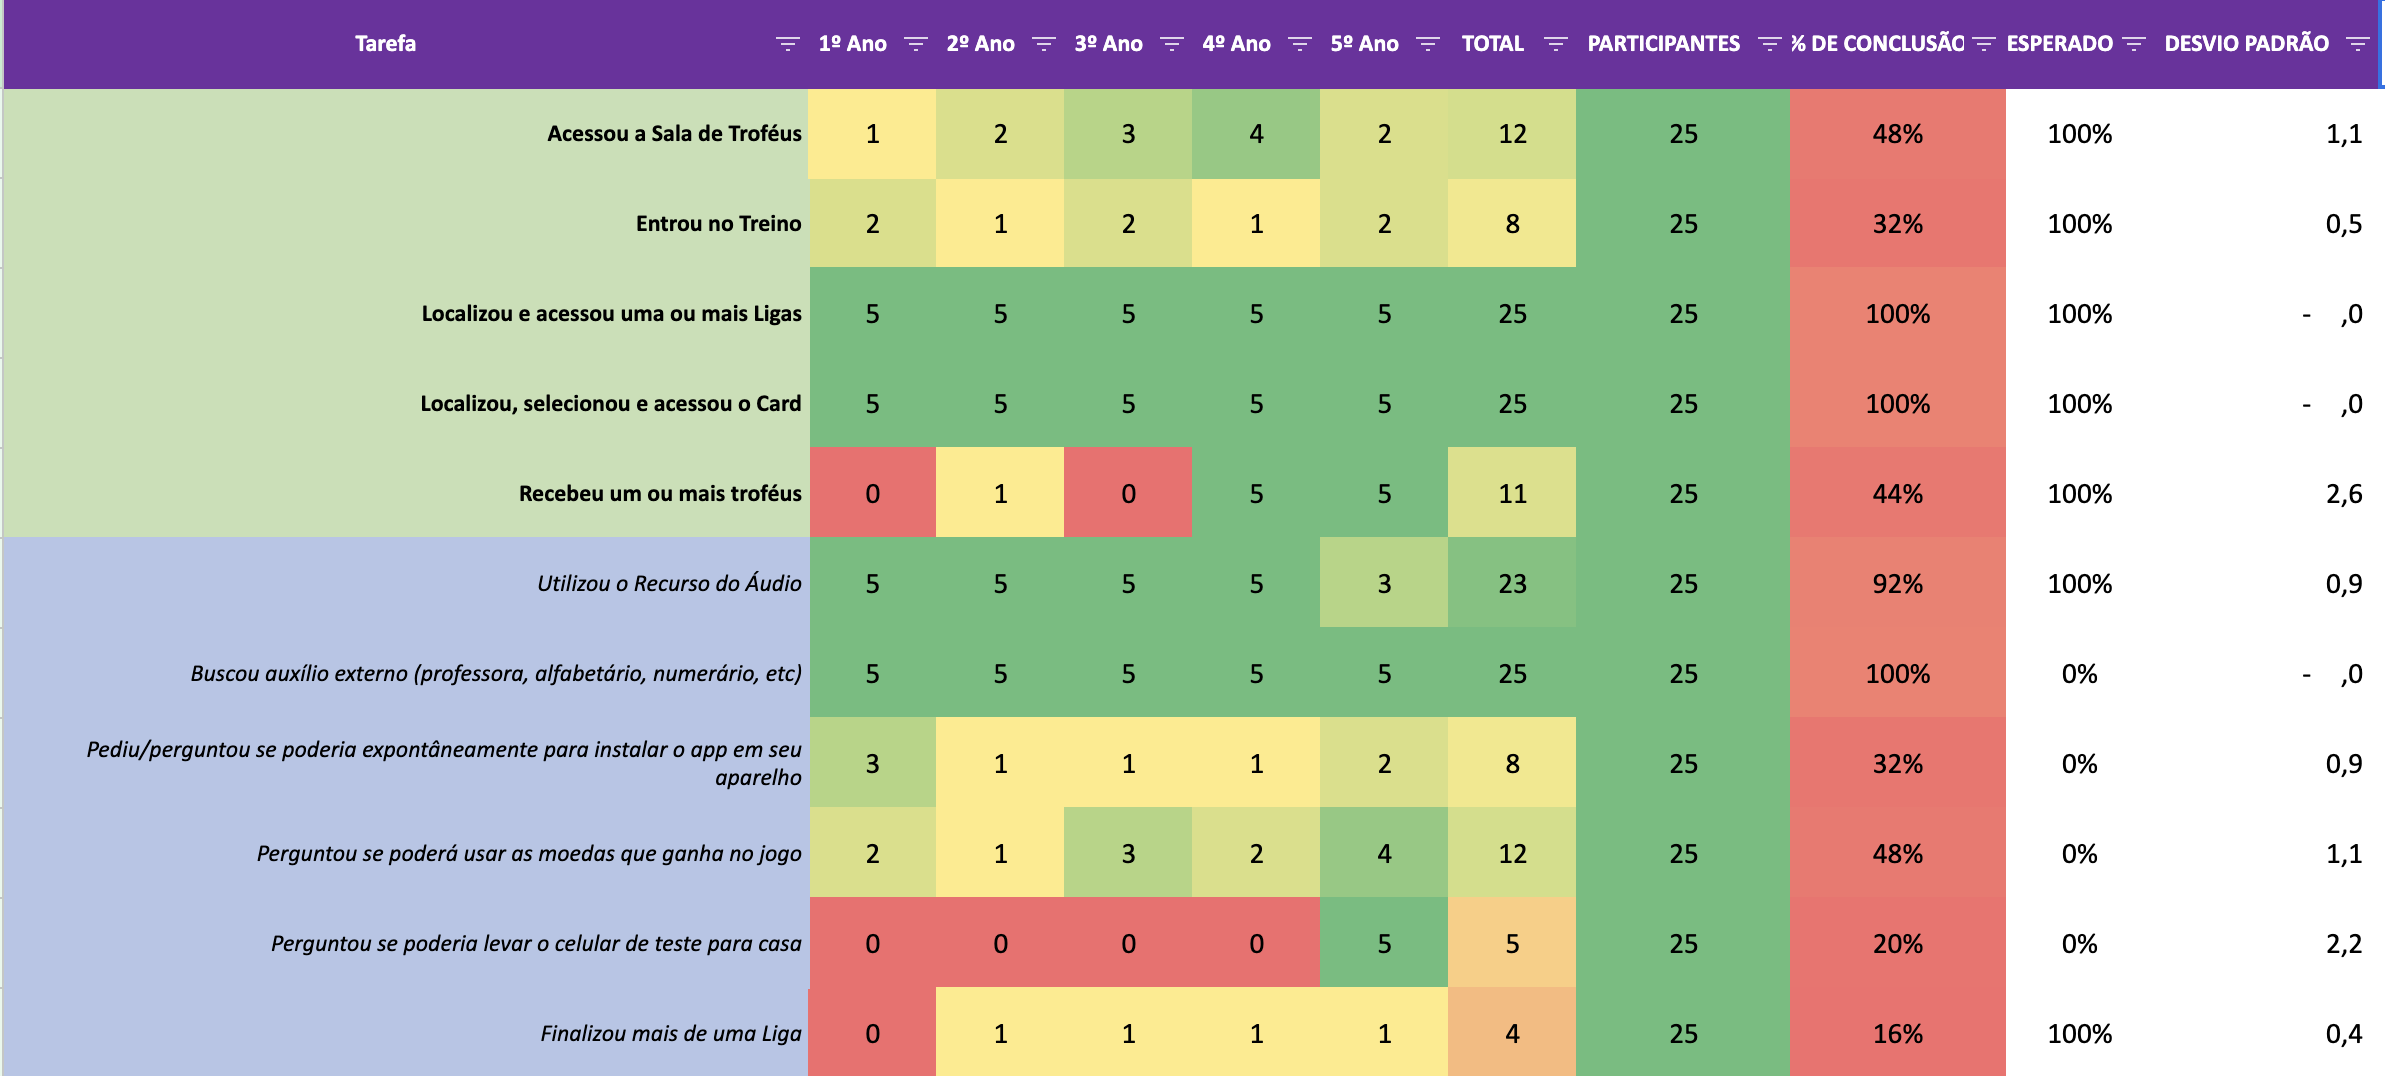 Tarefa 1º Ano 2º Ano 3º Ano 4º Ano 5º Ano TOTAL PARTICIPANTES % DE CONCLUSÃO ESPERADO DESVIO PADRÃO
Acessou a Sala de Troféus 1 2 3 4 2 12 25 48% 100% 1,1
Entrou no Treino 2 1 2 1 2 8 25 32% 100% 0,5
Localizou e acessou uma ou mais Ligas 5 5 5 5 5 25 25 100% 100% - ,0
Localizou, selecionou e acessou o Card 5 5 5 5 5 25 25 100% 100% - ,0
Recebeu um ou mais troféus 0 1 0 5 5 11 25 44% 100% 2,6
Utilizou o Recurso do Áudio 5 5 5 5 3 23 25 92% 100% 0,9
Buscou auxílio externo (professora, alfabetário, numerário, etc) 5 5 5 5 5 25 25 100% 0% - ,0
Pediu/perguntou se poderia expontâneamente para instalar o app em seu
aparelho 3 1 1 1 2 8 25 32% 0% 0,9
Perguntou se poderá usar as moedas que ganha no jogo 2 1 3 2 4 12 25 48% 0% 1,1
Perguntou se poderia levar o celular de teste para casa 0 0 0 0 5 5 25 20% 0% 2,2
Finalizou mais de uma Liga 0 1 1 1 1 4 25 16% 100% 0,4